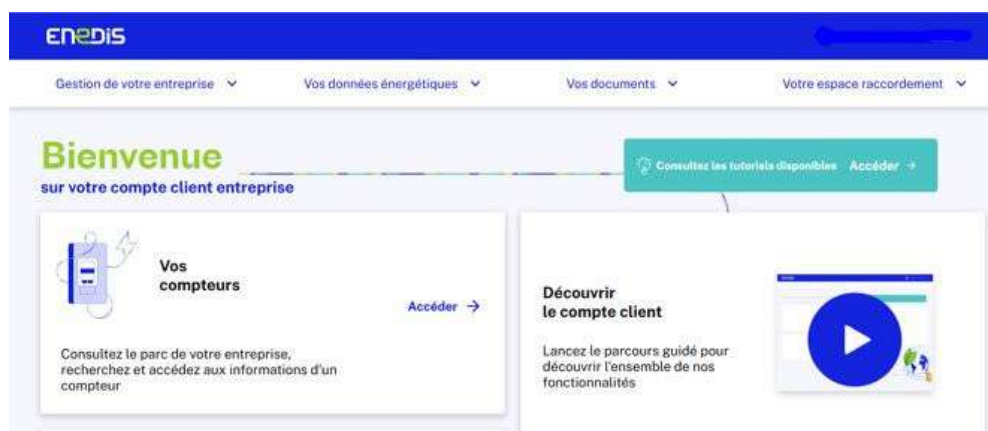 ENEDIS
Gestion de votre entreprise
Vos données énergétiques
Vos documents
Votre espace raccordement
Bienvenue
sur votre compte client entreprise
Consultez les tutoriels disponibles Accéder →
Vos
compteurs
Accéder →
Consultez le parc de votre entreprise,
recherchez et accédez aux informations d'un
compteur
Découvrir
le compte client
Lancez le parcours guidé pour
découvrir l'ensemble de nos
fonctionnalités